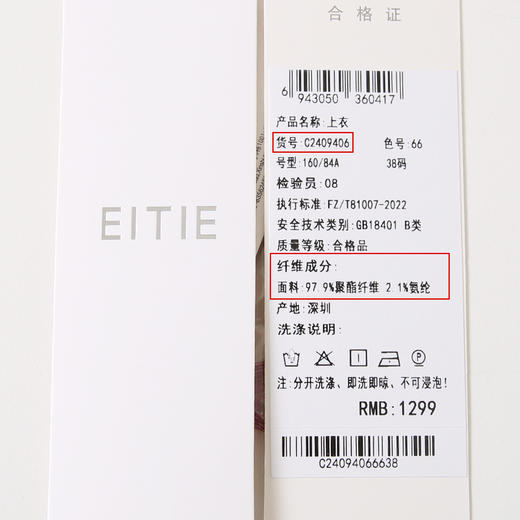 EITIE
合格证
6 943050 360417
产品名称:上衣
货号:C2409406 色号:66
号型:160/84A 38码
检验员:08
执行标准:FZ/T81007-2022
安全技术类别:GB18401 B类
质量等级:合格品
纤维成分:
面料:97.9%聚酯纤维 2.1%氨纶
产地:深圳
洗涤说明:
注:分开洗涤、即洗即晾、不可浸泡!
RMB:1299
C24094066638